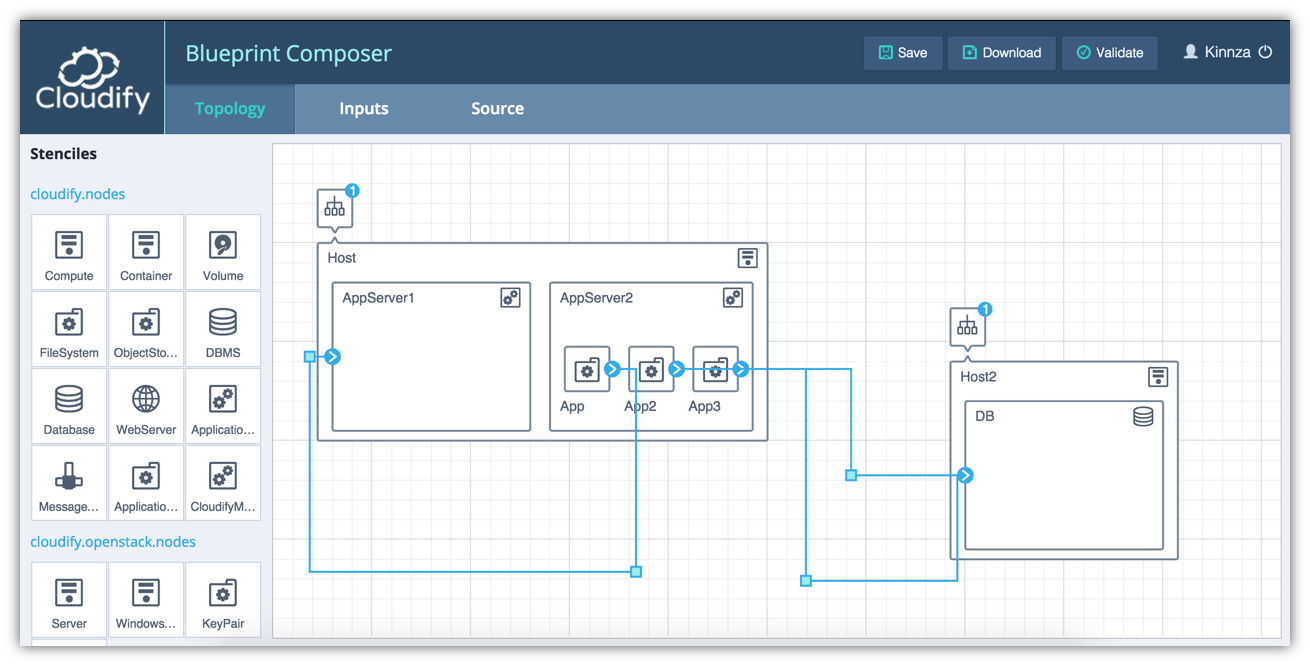 Cloudify
Blueprint Composer
Save
Download
Validate
Kinnza
Topology
Inputs
Source
Stenciles
cloudify.nodes
Compute
Container
Volume
FileSystem
ObjectSto...
DBMS
Database
WebServer
Applicatio...
Message...
Applicatio...
CloudifyM...
cloudify.openstack.nodes
Server
Windows...
KeyPair
1
Host
AppServer1
AppServer2
App
App2
App3
1
Host2
DB